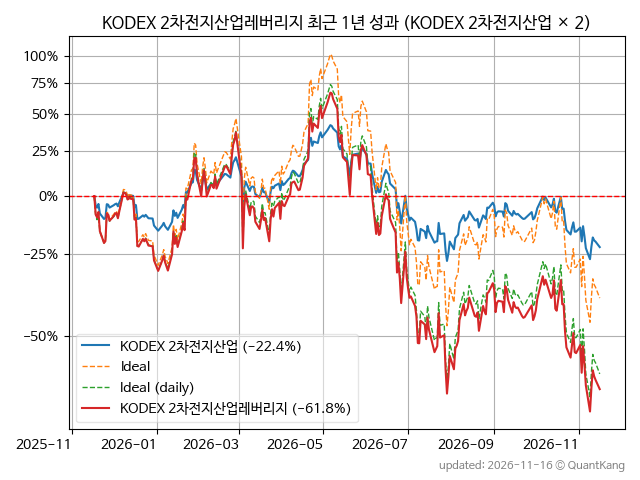 KODEX 2차전지산업레버리지 최근 1년 성과 (KODEX 2차전지산업 × 2)
100%
75%
50%
25%
0%
−25%
−50%
KODEX 2차전지산업 (−22.4%)
Ideal
Ideal (daily)
KODEX 2차전지산업레버리지 (−61.8%)
2025-11
2026-01
2026-03
2026-05
2026-07
2026-09
2026-11
updated: 2026-11-16 © QuantKang